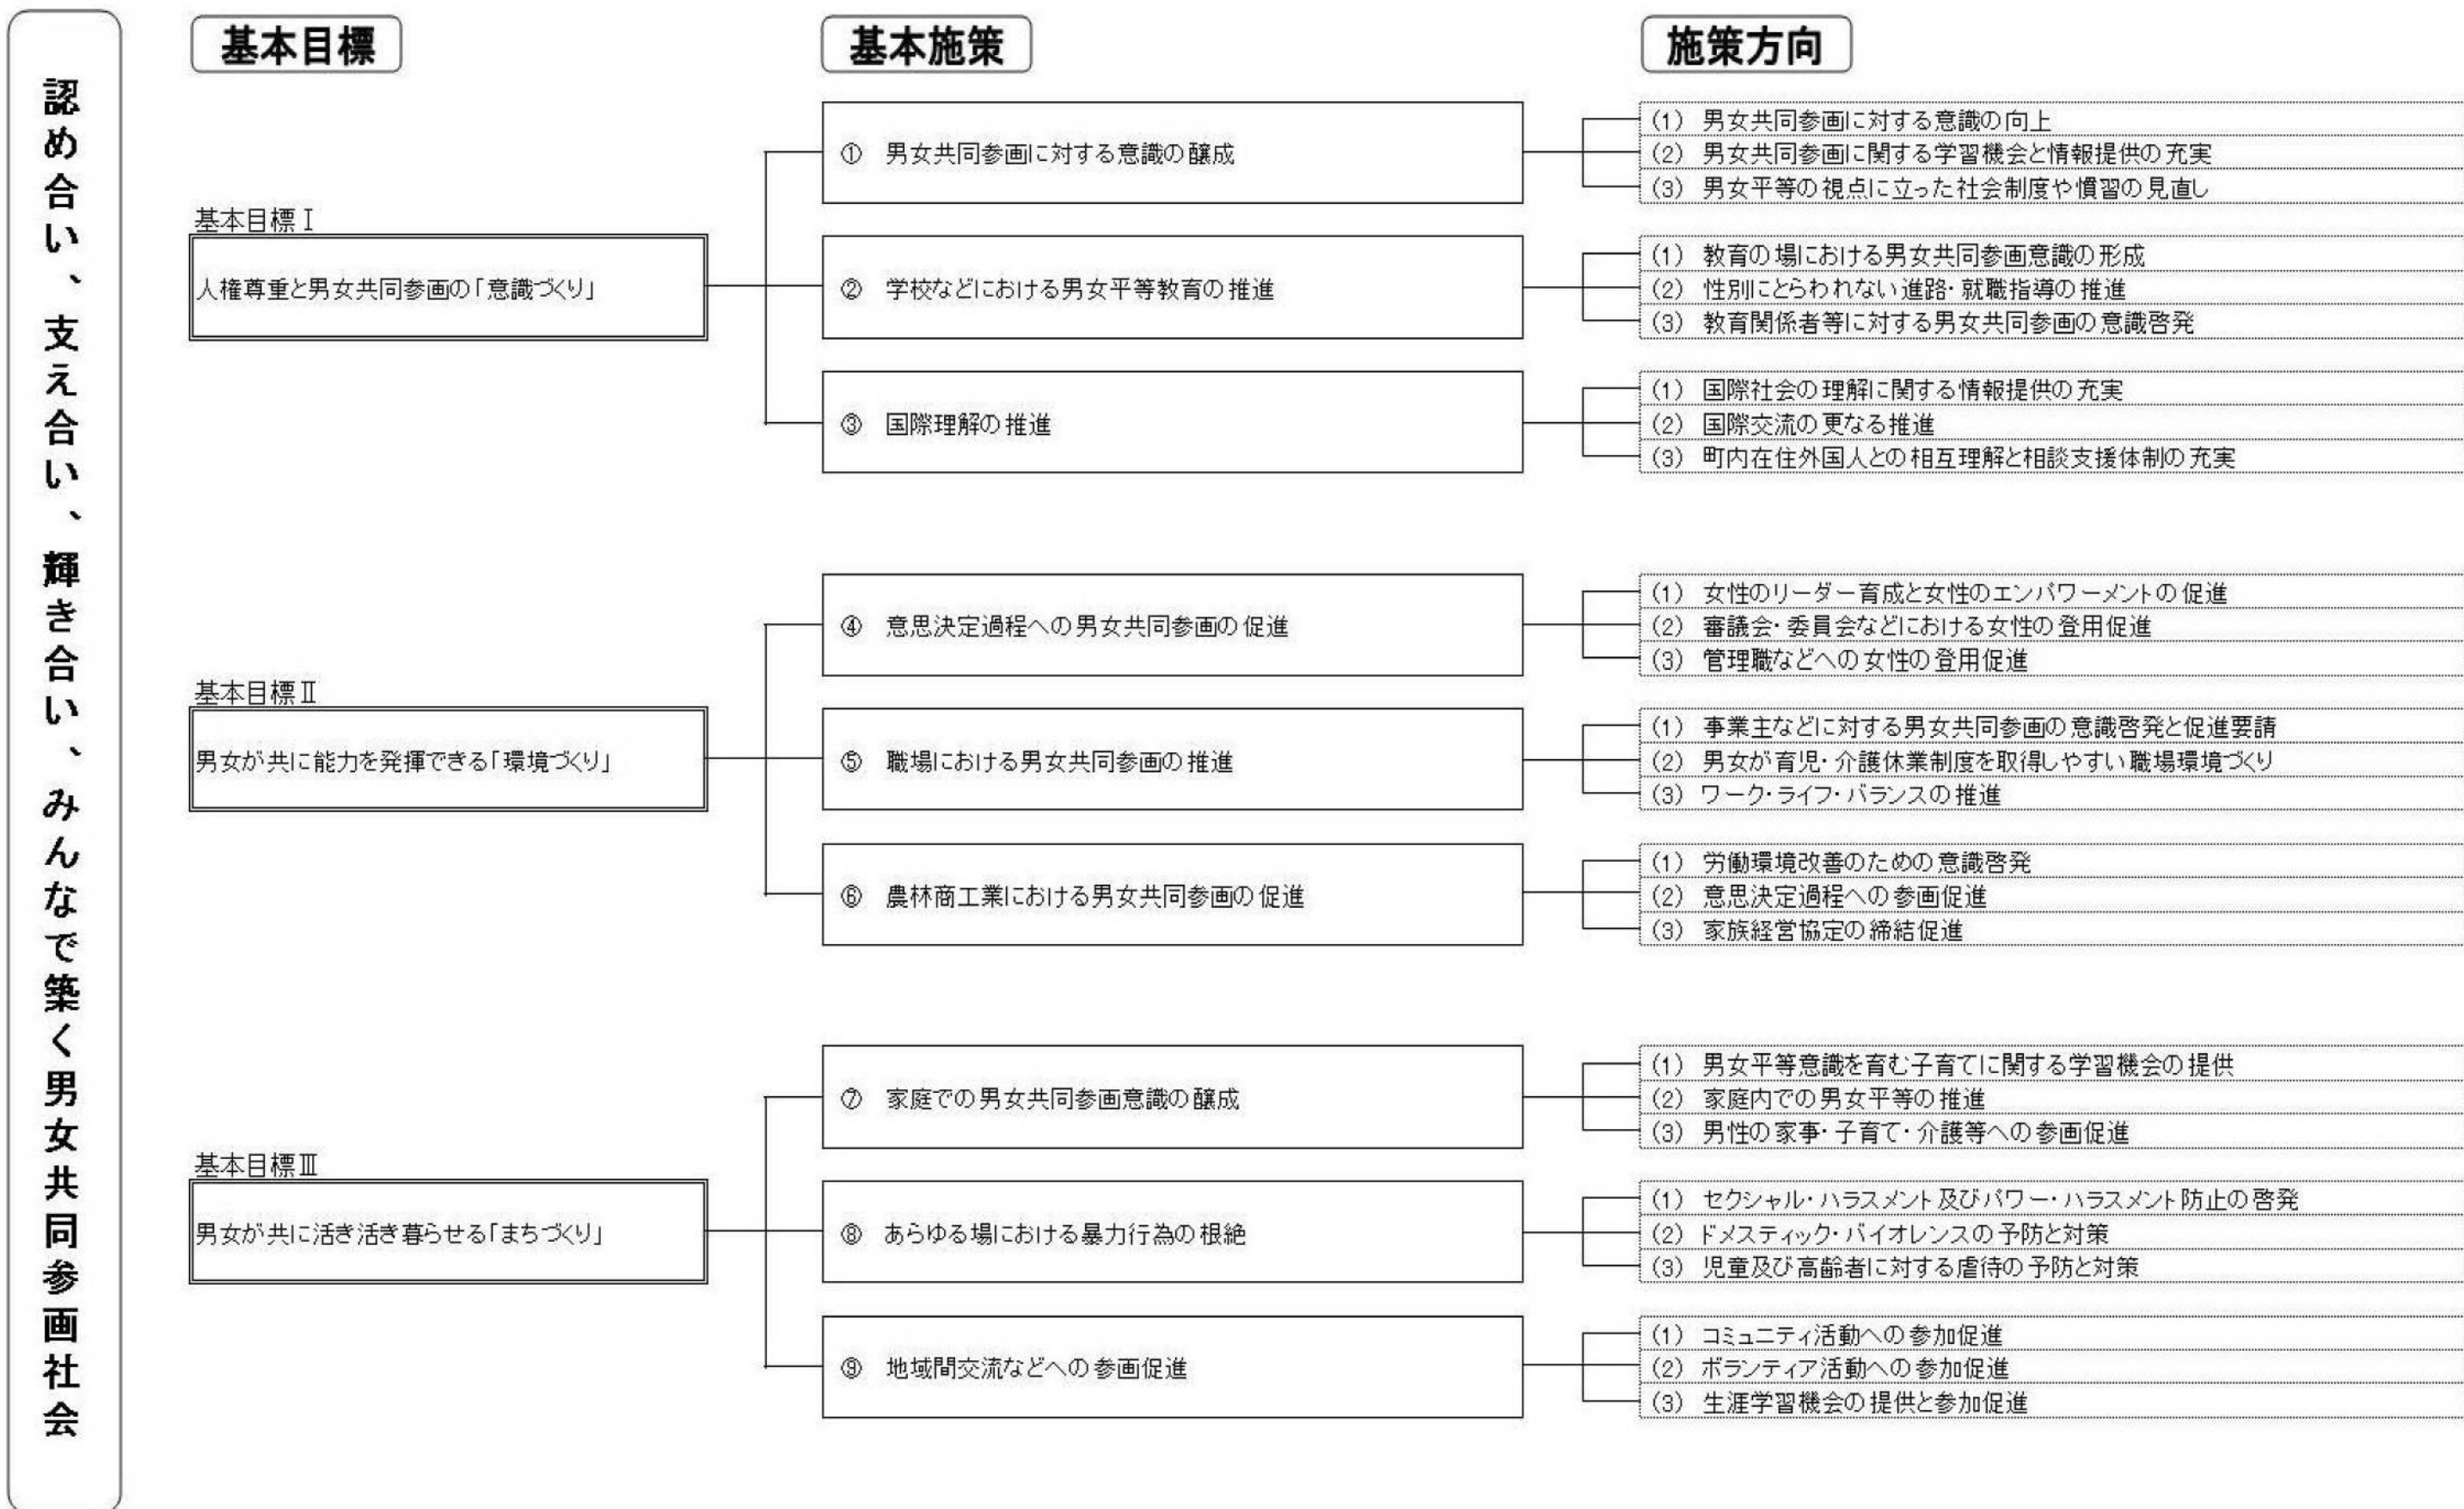 認め合い、支え合い、輝き合い、みんなで築く男女共同参画社会
基本目標
基本施策
施策方向
基本目標Ⅰ
人権尊重と男女共同参画の「意識づくり」
① 男女共同参画に対する意識の醸成
(1) 男女共同参画に対する意識の向上
(2) 男女共同参画に関する学習機会と情報提供の充実
(3) 男女平等の視点に立った社会制度や慣習の見直し
② 学校などにおける男女平等教育の推進
(1) 教育の場における男女共同参画意識の形成
(2) 性別にとらわれない進路・就職指導の推進
(3) 教育関係者等に対する男女共同参画の意識啓発
③ 国際理解の推進
(1) 国際社会の理解に関する情報提供の充実
(2) 国際交流の更なる推進
(3) 町内在住外国人との相互理解と相談支援体制の充実
基本目標Ⅱ
男女が共に能力を発揮できる「環境づくり」
④ 意思決定過程への男女共同参画の促進
(1) 女性のリーダー育成と女性のエンパワーメントの促進
(2) 審議会・委員会などにおける女性の登用促進
(3) 管理職などへの女性の登用促進
⑤ 職場における男女共同参画の推進
(1) 事業主などに対する男女共同参画の意識啓発と促進要請
(2) 男女が育児・介護休業制度を取得しやすい職場環境づくり
(3) ワーク・ライフ・バランスの推進
⑥ 農林商工業における男女共同参画の促進
(1) 労働環境改善のための意識啓発
(2) 意思決定過程への参画促進
(3) 家族経営協定の締結促進
基本目標Ⅲ
男女が共に活き活き暮らせる「まちづくり」
⑦ 家庭での男女共同参画意識の醸成
(1) 男女平等意識を育む子育てに関する学習機会の提供
(2) 家庭内での男女平等の推進
(3) 男性の家事・子育て・介護等への参画促進
⑧ あらゆる場における暴力行為の根絶
(1) セクシャル・ハラスメント及びパワー・ハラスメント防止の啓発
(2) ドメスティック・バイオレンスの予防と対策
(3) 児童及び高齢者に対する虐待の予防と対策
⑨ 地域間交流などへの参画促進
(1) コミュニティ活動への参加促進
(2) ボランティア活動への参加促進
(3) 生涯学習機会の提供と参加促進